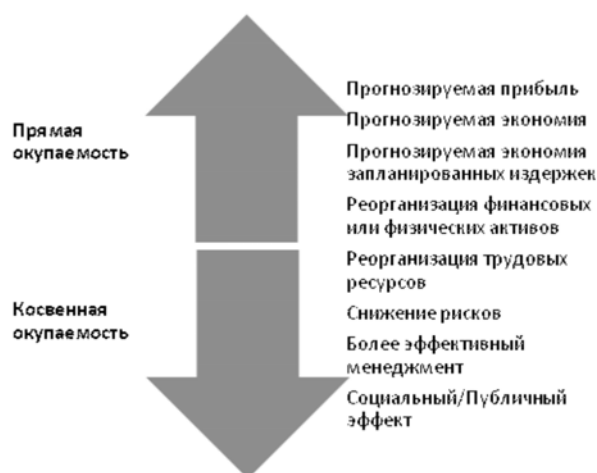 Прямая
окупаемость
Косвенная
окупаемость
Прогнозируемая прибыль
Прогнозируемая экономия
Прогнозируемая экономия
запланированных издержек
Реорганизация финансовых
или физических активов
Реорганизация трудовых
ресурсов
Снижение рисков
Более эффективный
менеджмент
Социальный/Публичный
эффект